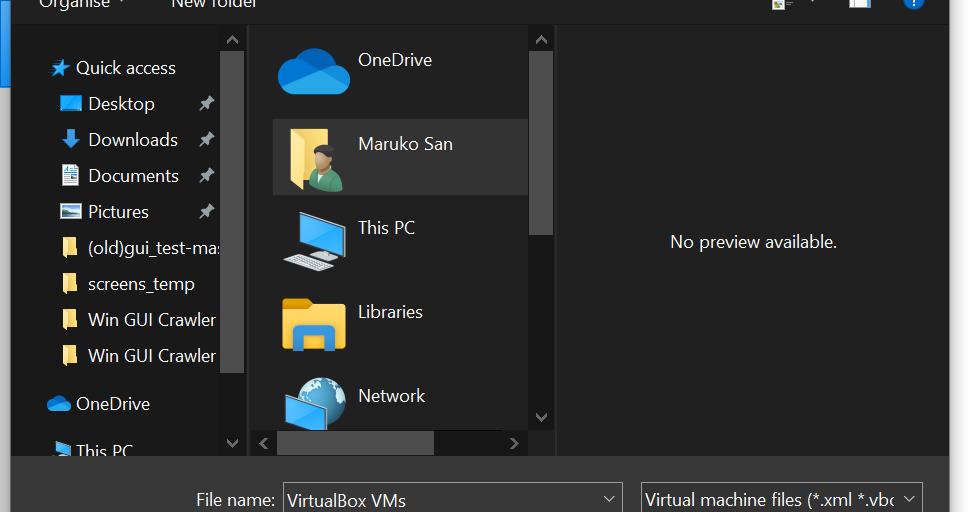 Organise
New folder
Quick access
Desktop
Downloads
Documents
Pictures
(old)gui_test-mas
screens_temp
Win GUI Crawler
Win GUI Crawler
OneDrive
This PC
OneDrive
Maruko San
This PC
Libraries
Network
No preview available.
File name:
VirtualBox VMs
Virtual machine files (*.xml *.vbo